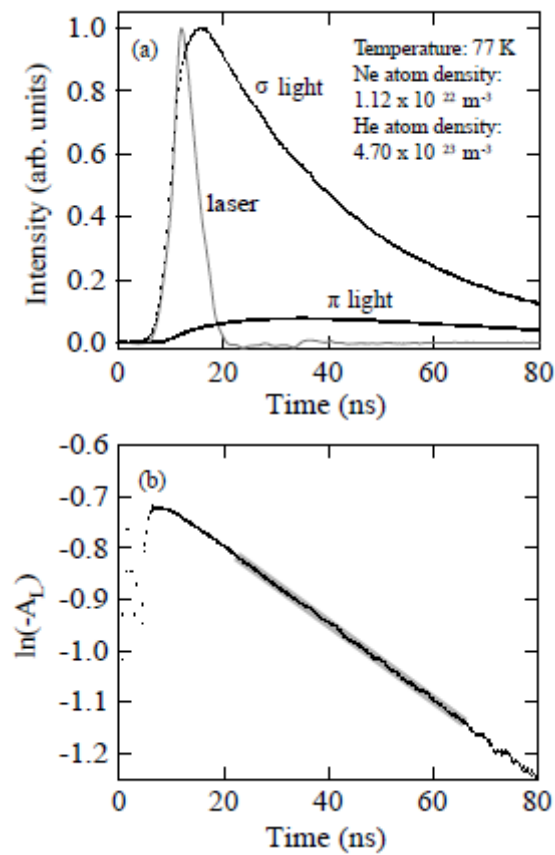 (a)
Temperature: 77 K
Ne atom density:
1.12 x 10 ²² m⁻³
He atom density:
4.70 x 10 ²³ m⁻³
σ light
laser
π light
Intensity (arb. units)
1.0
0.8
0.6
0.4
0.2
0.0
0 20 40 60 80
Time (ns)
(b)
ln(-A_L)
-0.6
-0.7
-0.8
-0.9
-1.0
-1.1
-1.2
0 20 40 60 80
Time (ns)